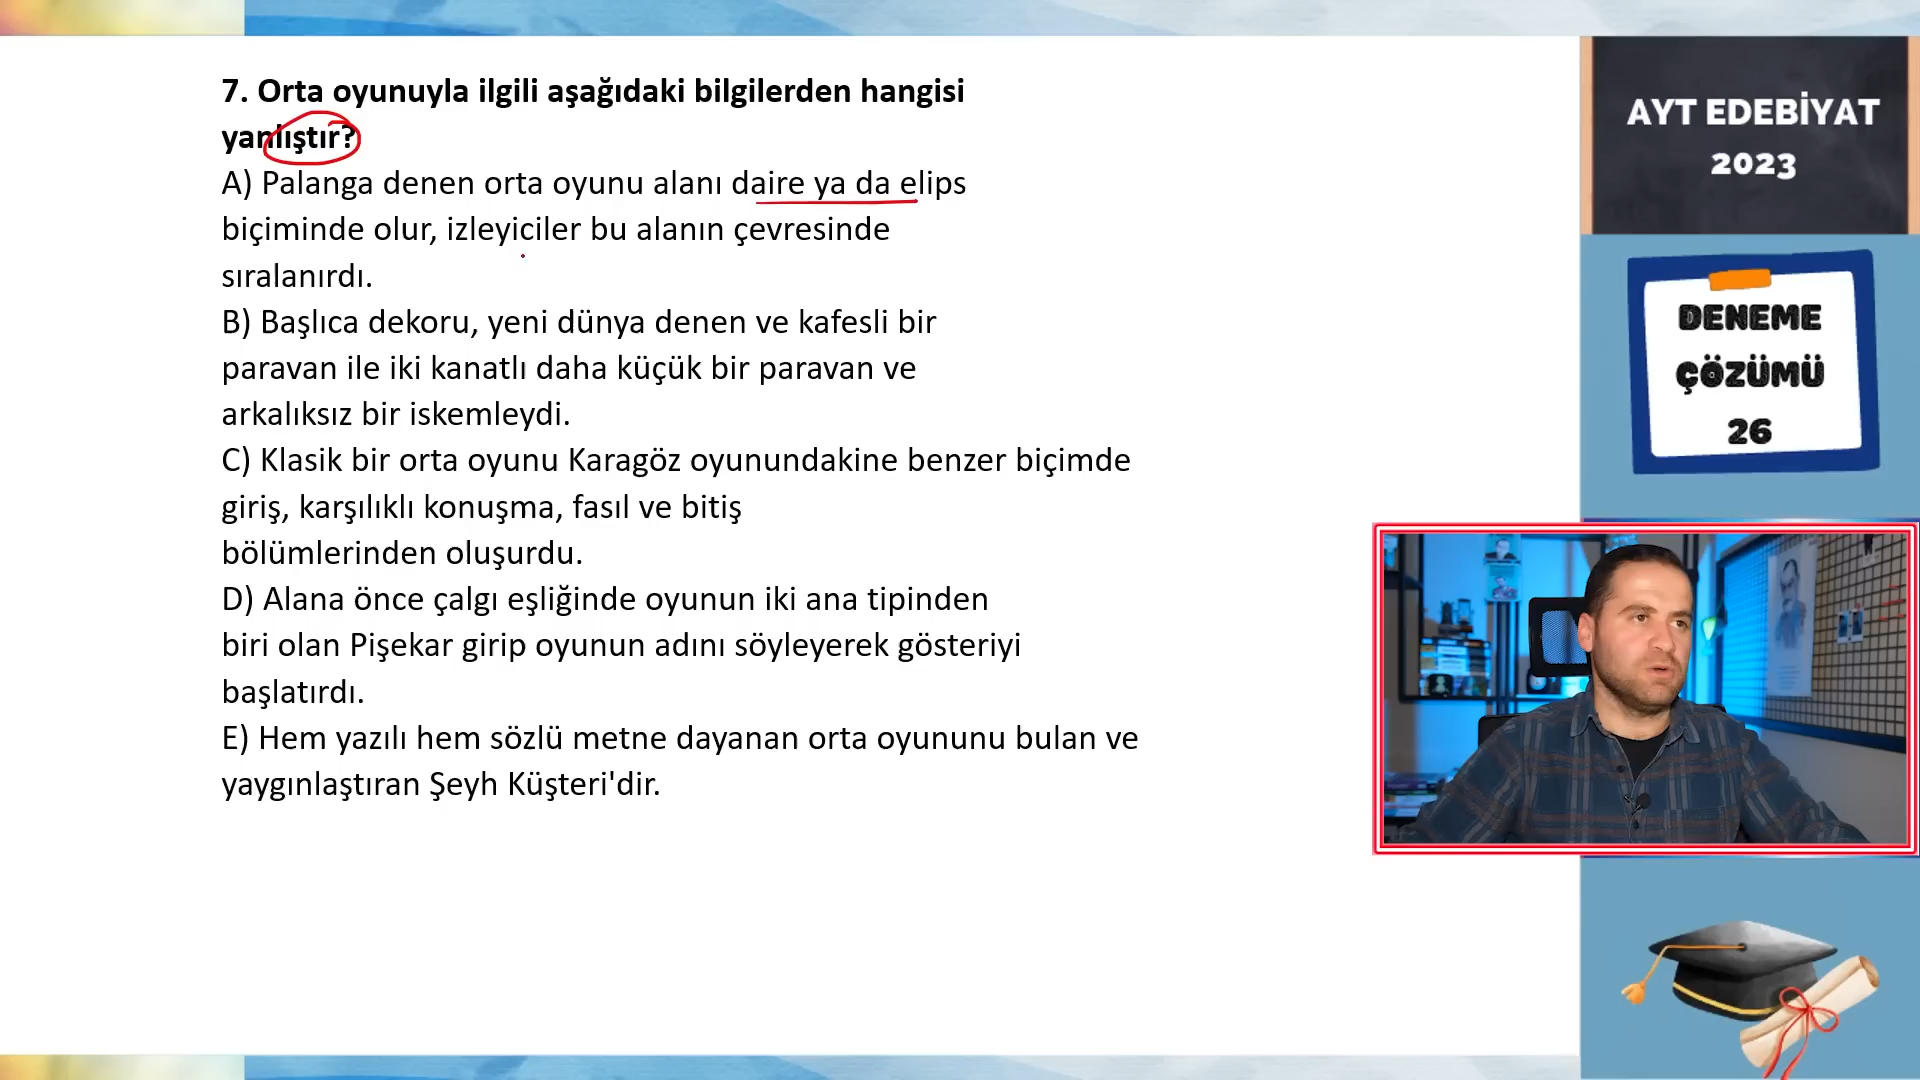 7. Orta oyunuyla ilgili aşağıdaki bilgilerden hangisi
yanlıştır?
A) Palanga denen orta oyunu alanı daire ya da elips
biçiminde olur, izleyiciler bu alanın çevresinde
sıralanırdı.
B) Başlıca dekoru, yeni dünya denen ve kafesli bir
paravan ile iki kanatlı daha küçük bir paravan ve
arkalıksız bir iskemleydi.
C) Klasik bir orta oyunu Karagöz oyunundakine benzer biçimde
giriş, karşılıklı konuşma, fasıl ve bitiş
bölümlerinden oluşurdu.
D) Alana önce çalgı eşliğinde oyunun iki ana tipinden
biri olan Pişekar girip oyunun adını söyleyerek gösteriyi
başlatırdı.
E) Hem yazılı hem sözlü metne dayanan orta oyununu bulan ve
yaygınlaştıran Şeyh Küşteri'dir.
AYT EDEBİYAT
2023
DENEME
ÇÖZÜMÜ
26